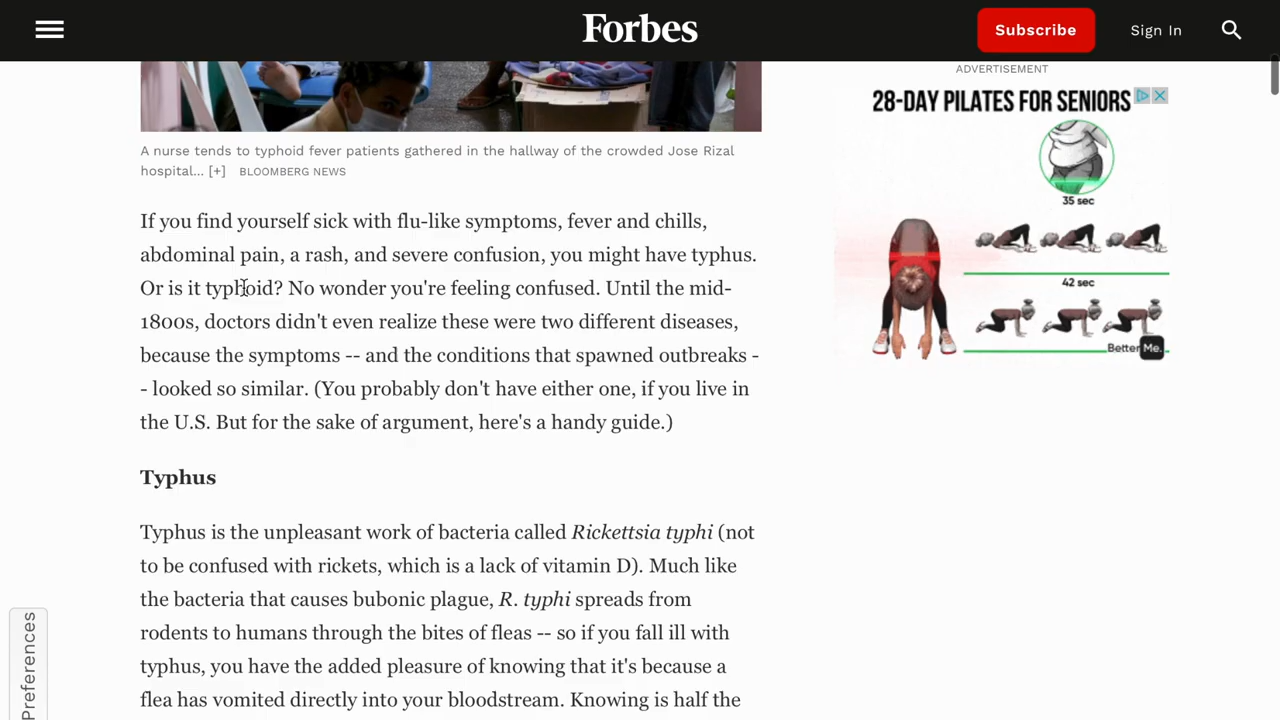 Forbes
Subscribe
Sign In
ADVERTISEMENT
28-DAY PILATES FOR SENIORS
35 sec
42 sec
BetterMe.
A nurse tends to typhoid fever patients gathered in the hallway of the crowded Jose Rizal
hospital... [+] BLOOMBERG NEWS
If you find yourself sick with flu-like symptoms, fever and chills,
abdominal pain, a rash, and severe confusion, you might have typhus.
Or is it typhoid? No wonder you're feeling confused. Until the mid-
1800s, doctors didn't even realize these were two different diseases,
because the symptoms -- and the conditions that spawned outbreaks -
- looked so similar. (You probably don't have either one, if you live in
the U.S. But for the sake of argument, here's a handy guide.)
Typhus
Typhus is the unpleasant work of bacteria called Rickettsia typhi (not
to be confused with rickets, which is a lack of vitamin D). Much like
the bacteria that causes bubonic plague, R. typhi spreads from
rodents to humans through the bites of fleas -- so if you fall ill with
typhus, you have the added pleasure of knowing that it's because a
flea has vomited directly into your bloodstream. Knowing is half the
Preferences